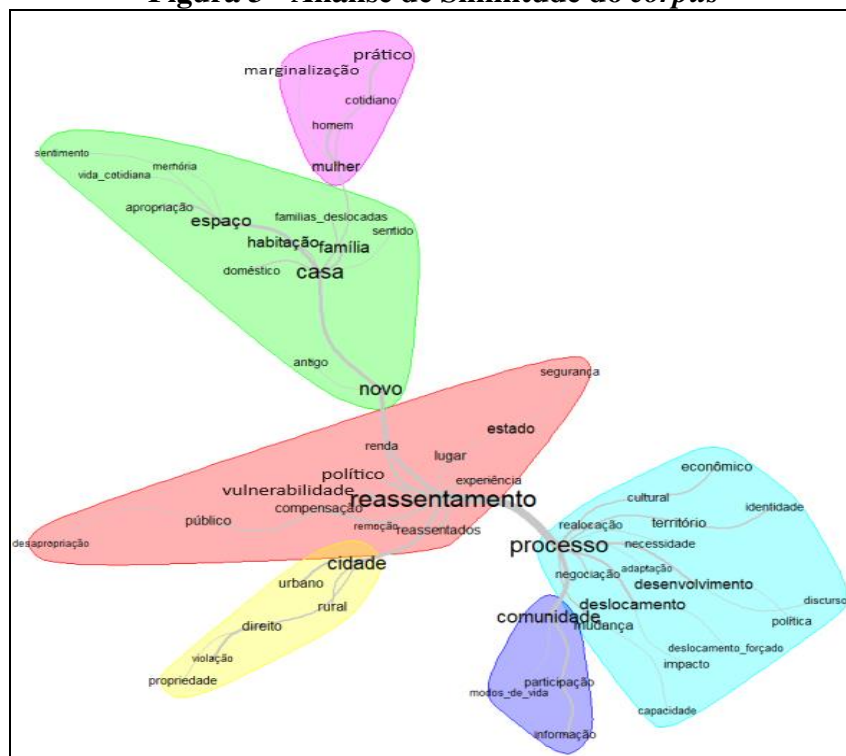 Figura 3 - Análise de Similitude do corpus
prático
marginalização
cotidiano
homem
mulher
sentimento
memória
vida_cotidiana
apropriação
familias_deslocadas
espaço
sentido
habitação
família
doméstico
casa
antigo
novo
segurança
estado
renda
lugar
político
experiência
vulnerabilidade
reassentamento
compensação
público
remoção
reassentados
desapropriação
econômico
cultural
identidade
realocação
território
processo
necessidade
adaptação
negociação
desenvolvimento
discurso
deslocamento
política
comunidade
mudança
deslocamento_forçado
impacto
capacidade
cidade
urbano
rural
direito
violação
propriedade
participação
modos_de_vida
informação